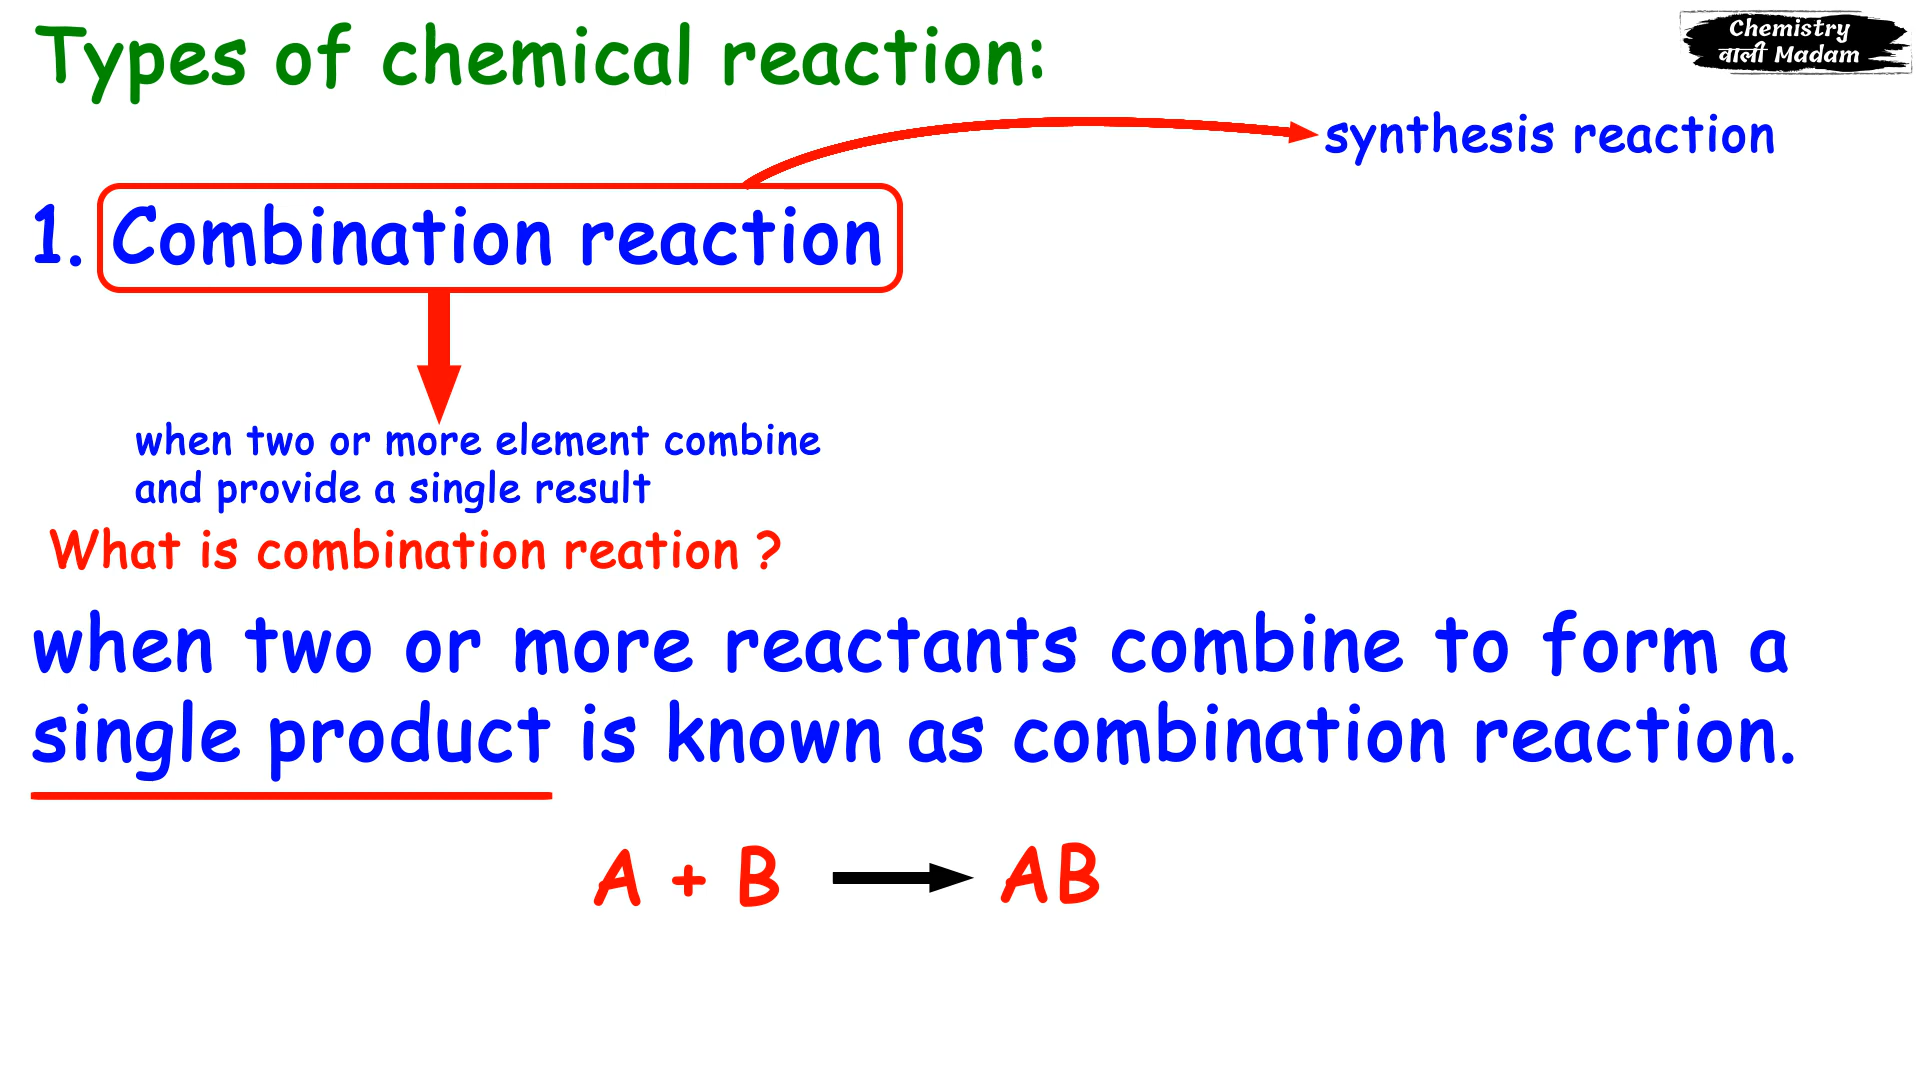 Types of chemical reaction:
Chemistry
वाली Madam
synthesis reaction
1. Combination reaction
when two or more element combine
and provide a single result
What is combination reation ?
when two or more reactants combine to form a
single product is known as combination reaction.
A + B → AB